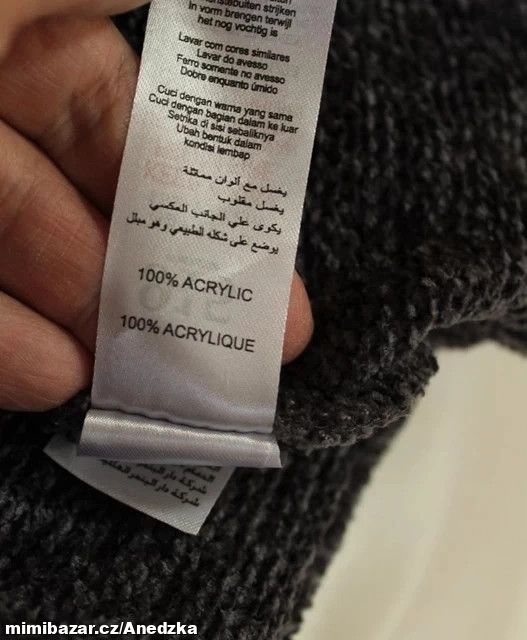 binnenstebuiten strijken
In vorm brengen terwijl
het nog vochtig is
Lavar com cores similares
Lavar do avesso
Ferro somente no avesso
Dobre enquanto úmido
Cuci dengan warna yang sama
Cuci dengan bagian dalam ke luar
Setrika di sisi sebaliknya
Ubah bentuk dalam
kondisi lembap
يغسل مع ألوان مماثلة
يغسل مقلوب
يكوى علي الجانب العكسي
يوضع على شكله الطبيعي وهو مبلل
100% ACRYLIC
100% ACRYLIQUE
mimibazar.cz/Anedzka